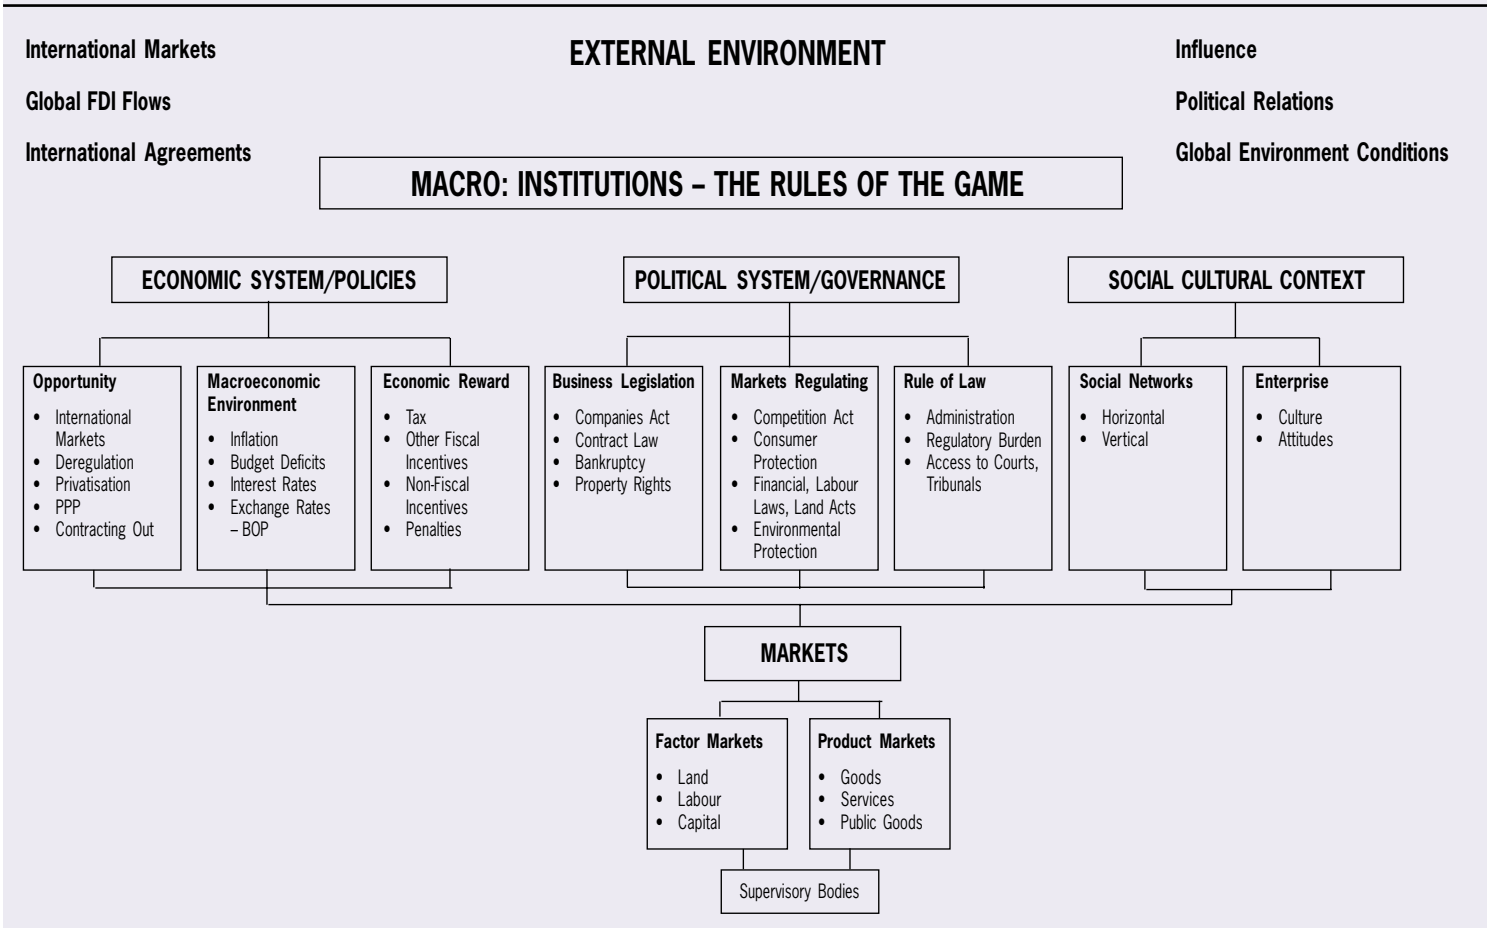 International Markets
Global FDI Flows
International Agreements
EXTERNAL ENVIRONMENT
Influence
Political Relations
Global Environment Conditions
MACRO: INSTITUTIONS – THE RULES OF THE GAME
ECONOMIC SYSTEM/POLICIES
Opportunity
• International
Markets
• Deregulation
• Privatisation
• PPP
• Contracting Out
Macroeconomic
Environment
• Inflation
• Budget Deficits
• Interest Rates
• Exchange Rates
– BOP
Economic Reward
• Tax
• Other Fiscal
Incentives
• Non-Fiscal
Incentives
• Penalties
POLITICAL SYSTEM/GOVERNANCE
Business Legislation
• Companies Act
• Contract Law
• Bankruptcy
• Property Rights
Markets Regulating
• Competition Act
• Consumer
Protection
• Financial, Labour
Laws, Land Acts
• Environmental
Protection
Rule of Law
• Administration
• Regulatory Burden
• Access to Courts,
Tribunals
SOCIAL CULTURAL CONTEXT
Social Networks
• Horizontal
• Vertical
Enterprise
• Culture
• Attitudes
MARKETS
Factor Markets
• Land
• Labour
• Capital
Product Markets
• Goods
• Services
• Public Goods
Supervisory Bodies